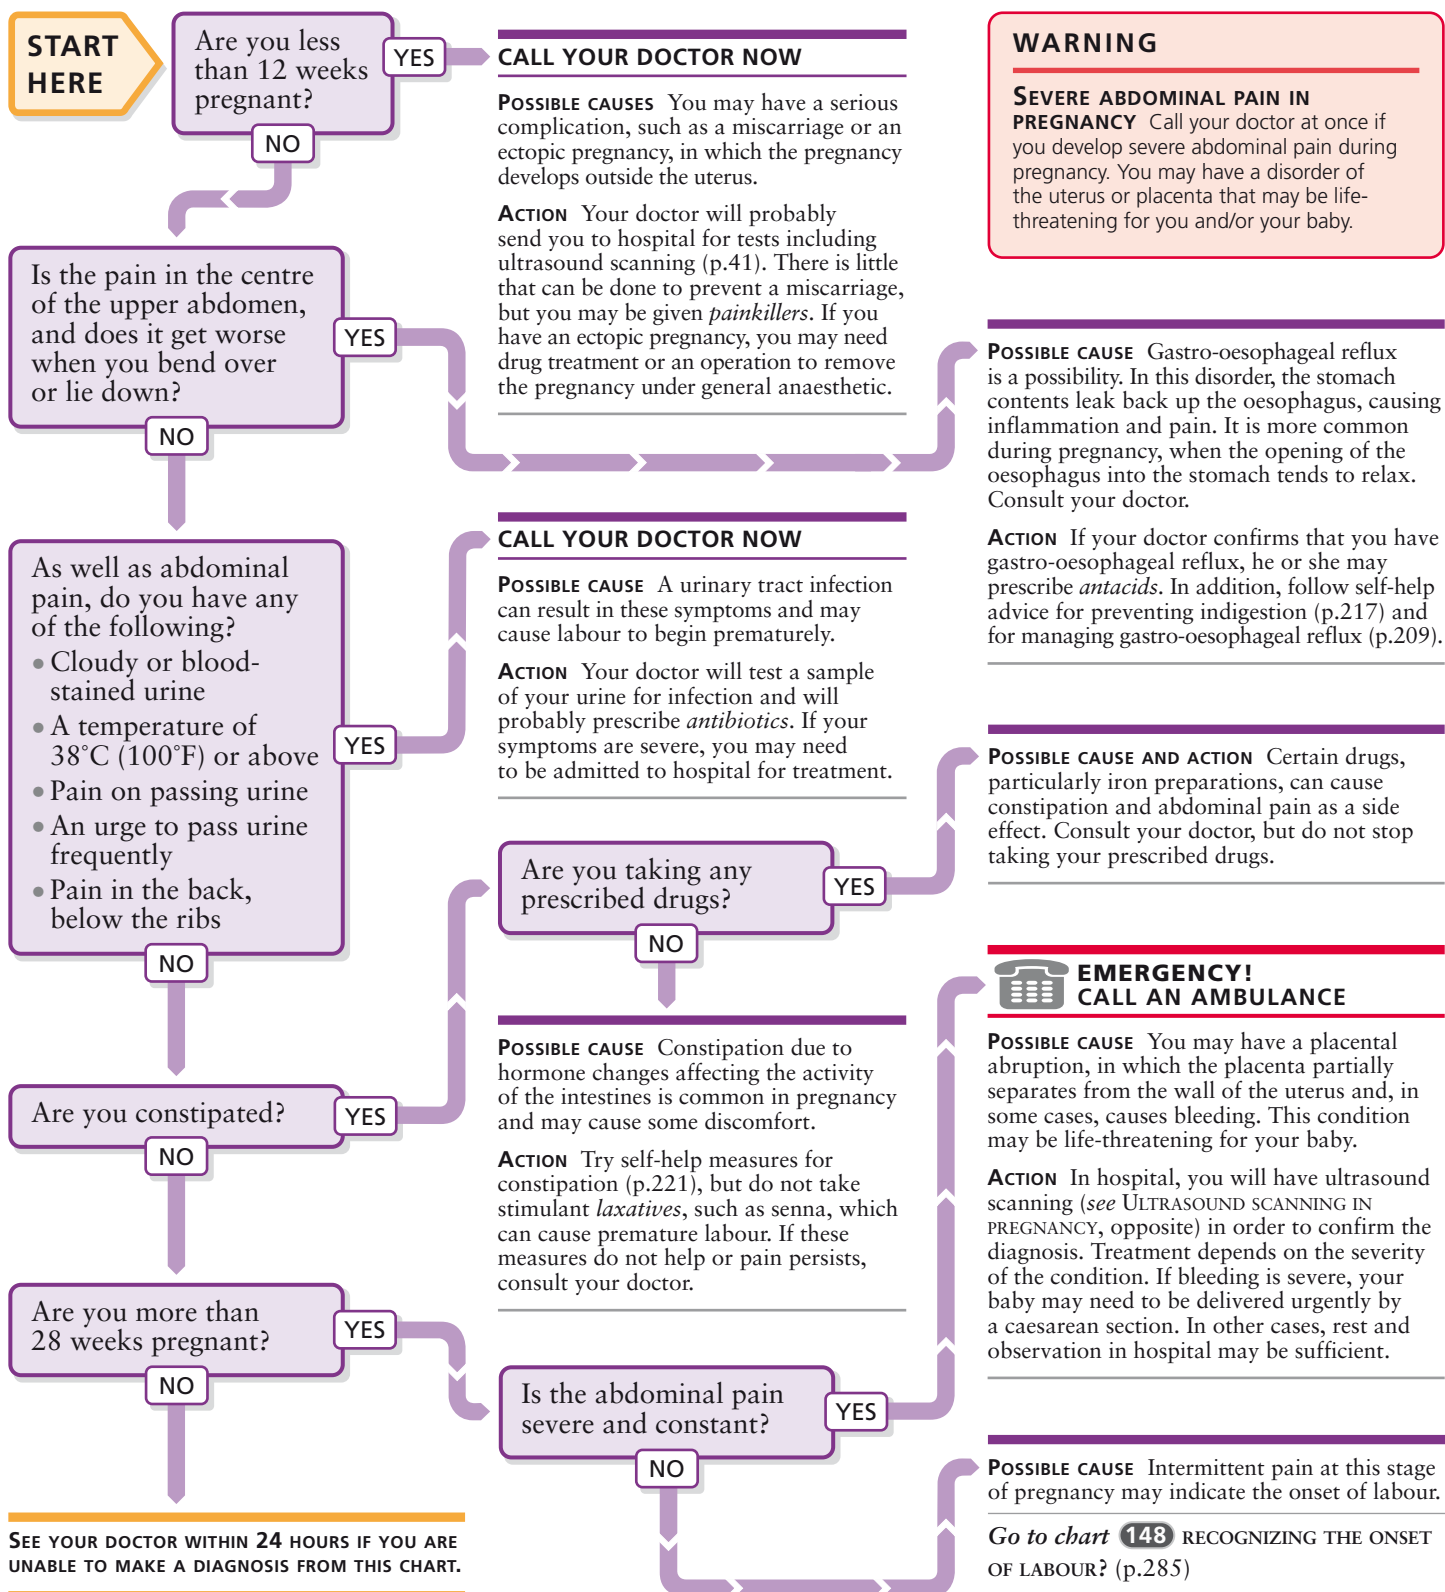 START
HERE
Are you less
than 12 weeks
pregnant?
YES
NO
CALL YOUR DOCTOR NOW
POSSIBLE CAUSES You may have a serious
complication, such as a miscarriage or an
ectopic pregnancy, in which the pregnancy
develops outside the uterus.
ACTION Your doctor will probably
send you to hospital for tests including
ultrasound scanning (p.41). There is little
that can be done to prevent a miscarriage,
but you may be given painkillers. If you
have an ectopic pregnancy, you may need
drug treatment or an operation to remove
the pregnancy under general anaesthetic.
WARNING
SEVERE ABDOMINAL PAIN IN
PREGNANCY Call your doctor at once if
you develop severe abdominal pain during
pregnancy. You may have a disorder of
the uterus or placenta that may be life-
threatening for you and/or your baby.
Is the pain in the centre
of the upper abdomen,
and does it get worse
when you bend over
or lie down?
YES
NO
POSSIBLE CAUSE Gastro-oesophageal reflux
is a possibility. In this disorder, the stomach
contents leak back up the oesophagus, causing
inflammation and pain. It is more common
during pregnancy, when the opening of the
oesophagus into the stomach tends to relax.
Consult your doctor.
ACTION If your doctor confirms that you have
gastro-oesophageal reflux, he or she may
prescribe antacids. In addition, follow self-help
advice for preventing indigestion (p.217) and
for managing gastro-oesophageal reflux (p.209).
As well as abdominal
pain, do you have any
of the following?
• Cloudy or blood-
stained urine
• A temperature of
38˚C (100˚F) or above
• Pain on passing urine
• An urge to pass urine
frequently
• Pain in the back,
below the ribs
YES
NO
CALL YOUR DOCTOR NOW
POSSIBLE CAUSE A urinary tract infection
can result in these symptoms and may
cause labour to begin prematurely.
ACTION Your doctor will test a sample
of your urine for infection and will
probably prescribe antibiotics. If your
symptoms are severe, you may need
to be admitted to hospital for treatment.
Are you constipated?
YES
NO
Are you taking any
prescribed drugs?
YES
NO
POSSIBLE CAUSE AND ACTION Certain drugs,
particularly iron preparations, can cause
constipation and abdominal pain as a side
effect. Consult your doctor, but do not stop
taking your prescribed drugs.
POSSIBLE CAUSE Constipation due to
hormone changes affecting the activity
of the intestines is common in pregnancy
and may cause some discomfort.
ACTION Try self-help measures for
constipation (p.221), but do not take
stimulant laxatives, such as senna, which
can cause premature labour. If these
measures do not help or pain persists,
consult your doctor.
Are you more than
28 weeks pregnant?
YES
NO
Is the abdominal pain
severe and constant?
YES
NO
EMERGENCY!
CALL AN AMBULANCE
POSSIBLE CAUSE You may have a placental
abruption, in which the placenta partially
separates from the wall of the uterus and, in
some cases, causes bleeding. This condition
may be life-threatening for your baby.
ACTION In hospital, you will have ultrasound
scanning (see ULTRASOUND SCANNING IN
PREGNANCY, opposite) in order to confirm the
diagnosis. Treatment depends on the severity
of the condition. If bleeding is severe, your
baby may need to be delivered urgently by
a caesarean section. In other cases, rest and
observation in hospital may be sufficient.
POSSIBLE CAUSE Intermittent pain at this stage
of pregnancy may indicate the onset of labour.
Go to chart 148 RECOGNIZING THE ONSET
OF LABOUR? (p.285)
SEE YOUR DOCTOR WITHIN 24 HOURS IF YOU ARE
UNABLE TO MAKE A DIAGNOSIS FROM THIS CHART.